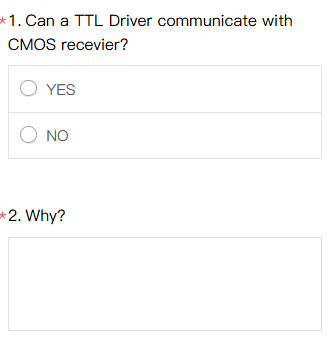 *1. Can a TTL Driver communicate with
CMOS recevier?
YES
NO
*2. Why?